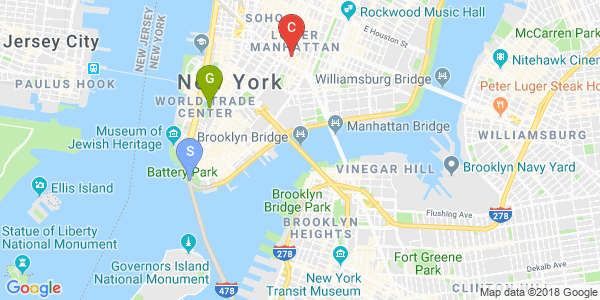 SOHO
Rockwood Music Hall
McCarren Park
NEW JERSEY
NEW YORK
C
LOWER
MANHATTAN
E Houston St
Jersey City
Nitehawk Cinema
PAULUS HOOK
G
New York
Williamsburg Bridge
Peter Luger Steak Ho
WORLD TRADE
CENTER
Museum of
Jewish Heritage
Brooklyn Bridge
Manhattan Bridge
WILLIAMSBURG
S
Battery Park
VINEGAR HILL
Brooklyn Navy Yard
Ellis Island
Brooklyn
Bridge Park
Flushing Ave
278
BROOKLYN
HEIGHTS
Statue of Liberty
National Monument
278
Fort Greene
Park
Governors Island
National Monument
New York
Transit Museum
Dekalb Ave
478
CLINTON HILL
Google
Map data ©2018 Google